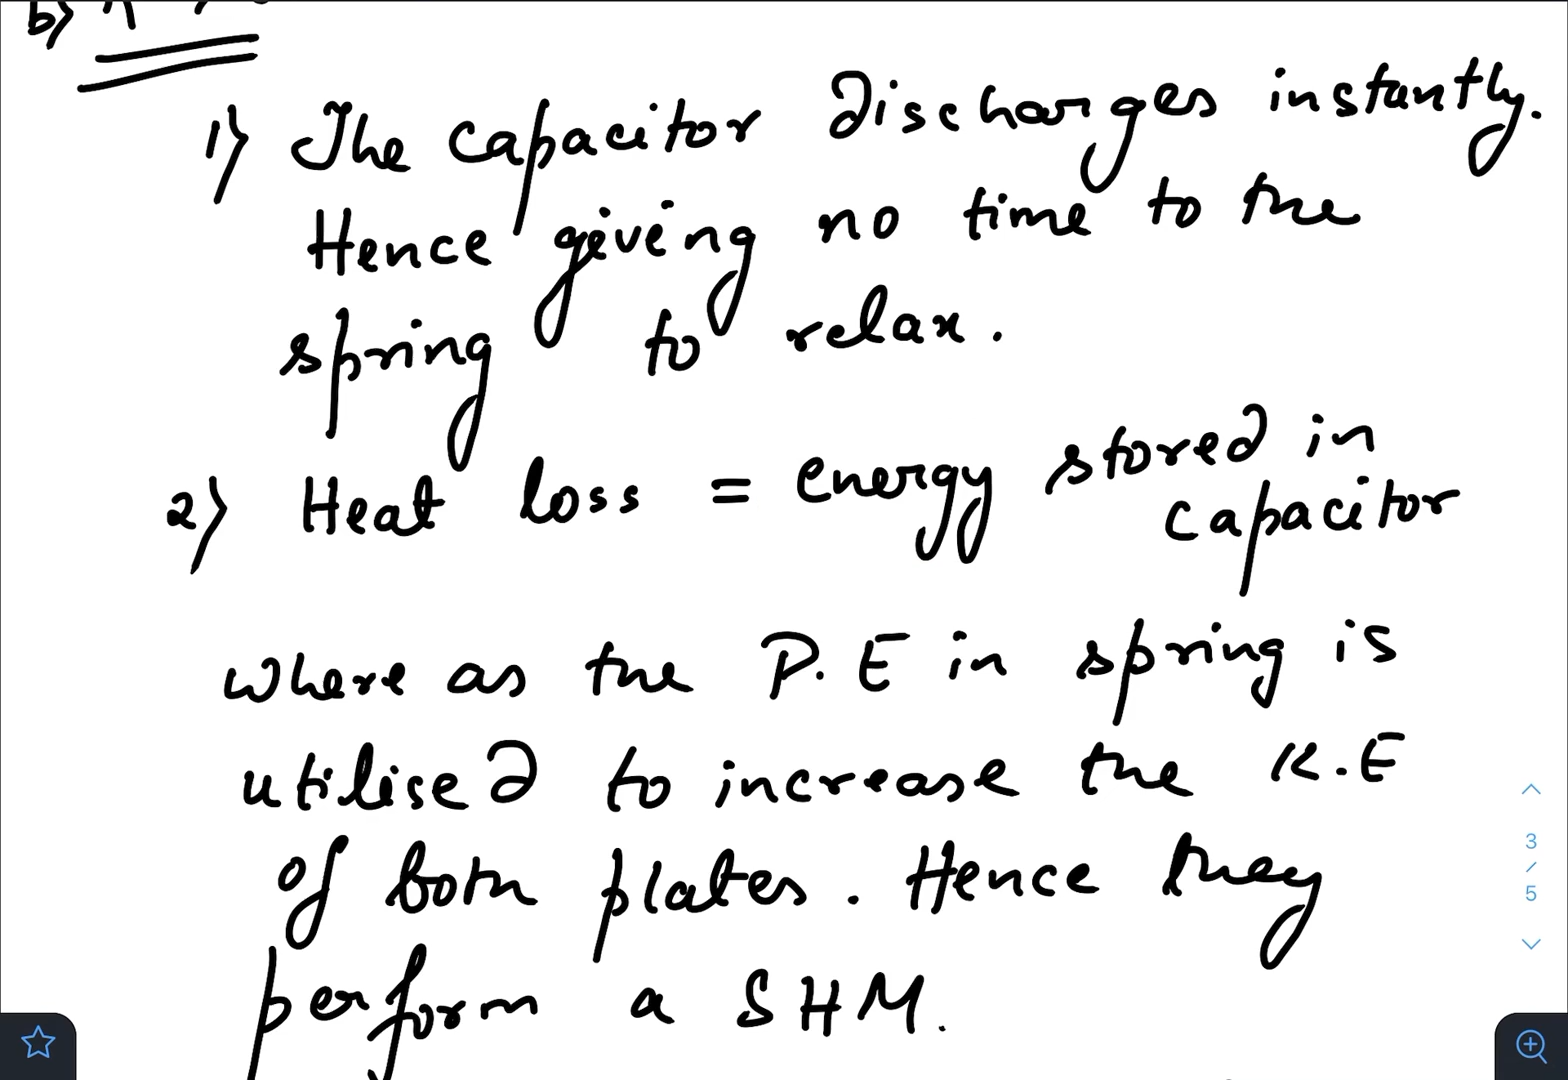 b)
1) The capacitor discharges instantly.
Hence giving no time to the
spring to relax.
2) Heat loss = energy stored in
capacitor
where as the P.E in spring is
utilised to increase the K.E
of both plates. Hence they
perform a SHM.
3
/
5